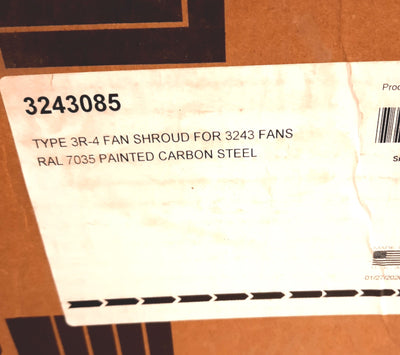 3243085
TYPE 3R-4 FAN SHROUD FOR 3243 FANS
RAL 7035 PAINTED CARBON STEEL